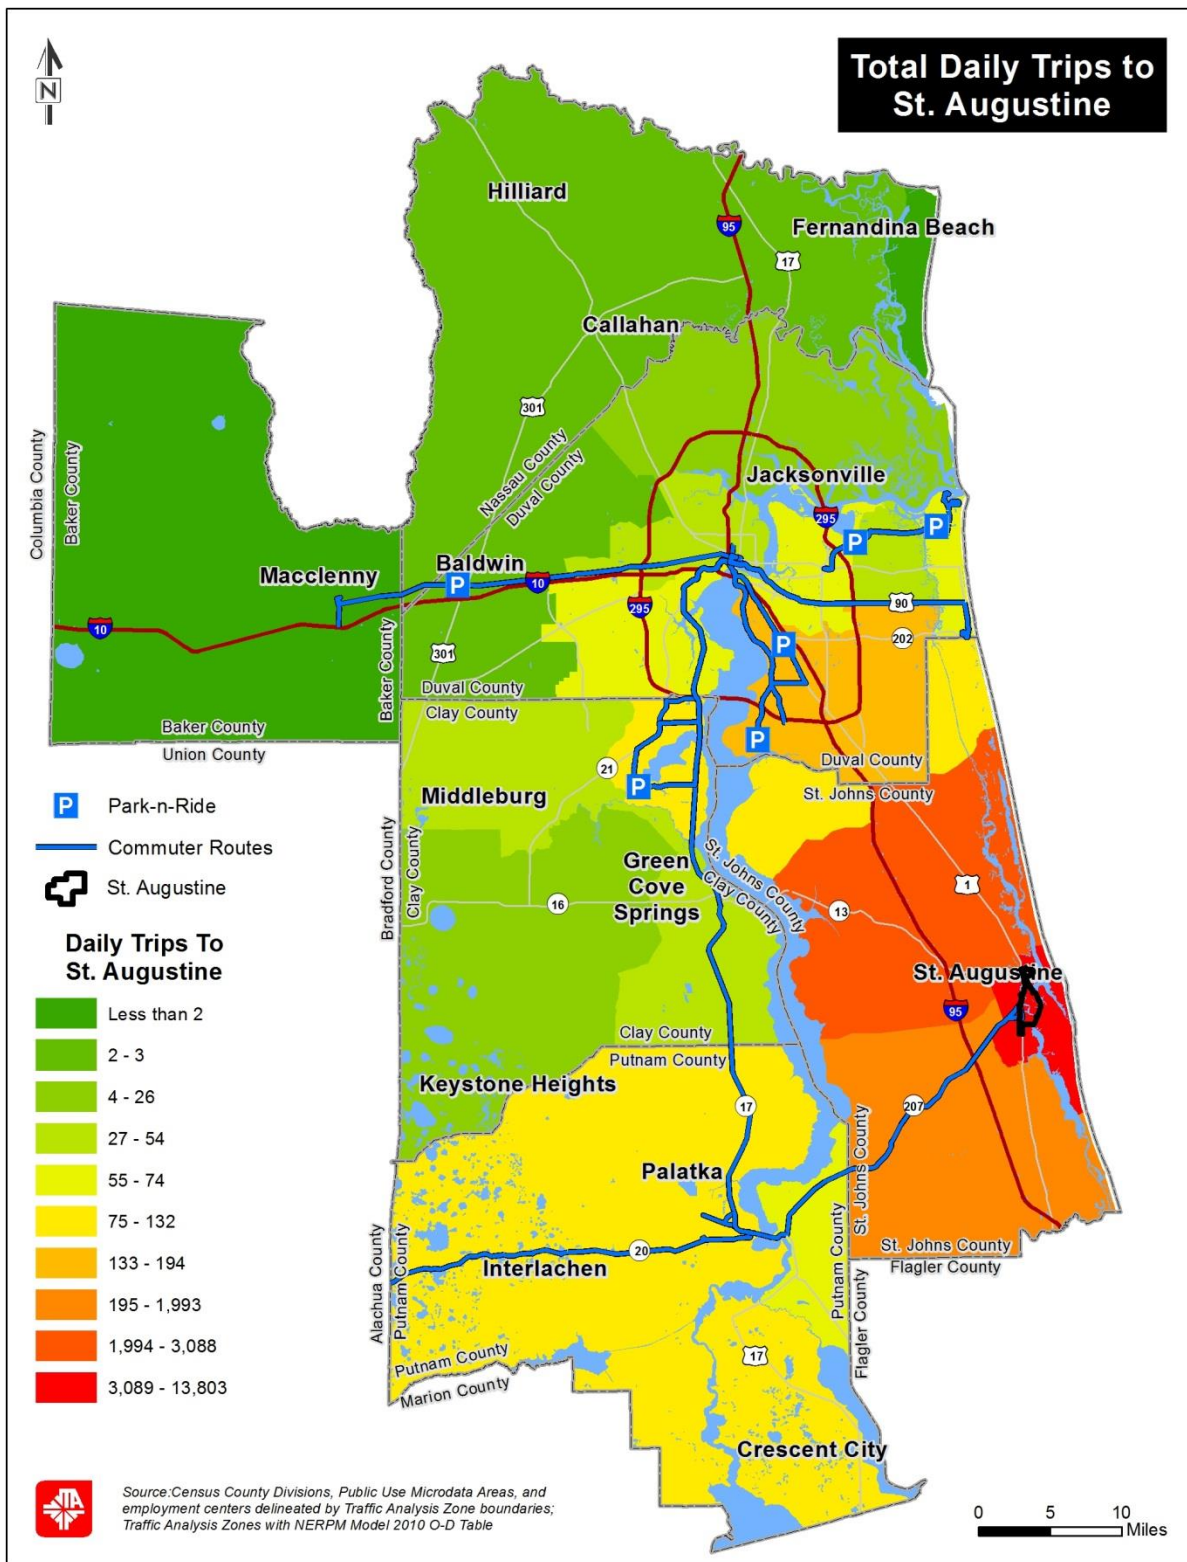 Total Daily Trips to
St. Augustine
N
Hilliard
95
Fernandina Beach
17
Callahan
301
Nassau County
Duval County
Jacksonville
295
P
P
Columbia County
Baker County
Macclenny
Baldwin
P
10
295
90
10
202
P
301
Baker County
Duval County
Duval County
Clay County
Baker County
Union County
P
Duval County
St. Johns County
21
P
Middleburg
P Park-n-Ride
Commuter Routes
St. Augustine
Bradford County
Clay County
Green
Cove
Springs
St. Johns County
Clay County
1
16
13
Daily Trips To
St. Augustine
St. Augustine
95
Less than 2
2 - 3
4 - 26
27 - 54
55 - 74
75 - 132
133 - 194
195 - 1,993
1,994 - 3,088
3,089 - 13,803
Clay County
Putnam County
Keystone Heights
17
207
Palatka
St. Johns County
Putnam County
Flagler County
St. Johns County
Flagler County
20
Interlachen
Alachua County
Putnam County
Putnam County
Marion County
17
Crescent City
JTA
Source:Census County Divisions, Public Use Microdata Areas, and
employment centers delineated by Traffic Analysis Zone boundaries;
Traffic Analysis Zones with NERPM Model 2010 O-D Table
0 5 10
Miles